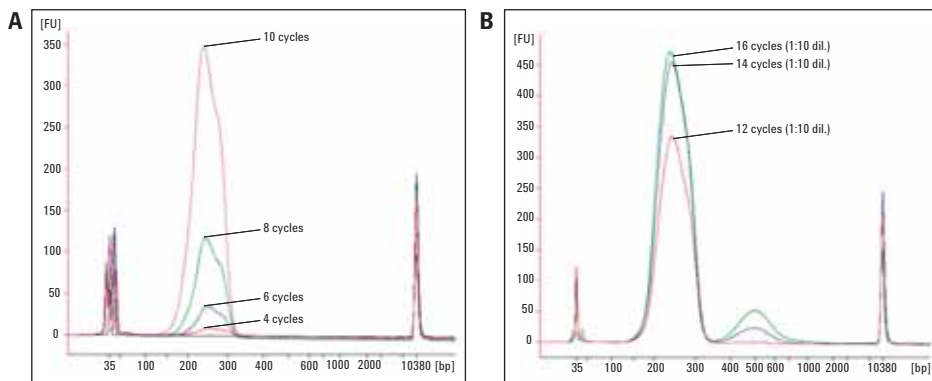 A
[FU]
350
300
250
200
150
100
50
0
10 cycles
8 cycles
6 cycles
4 cycles
35 100 200 300 400 600 1000 2000 10380 [bp]
B
[FU]
450
400
350
300
250
200
150
100
50
0
16 cycles (1:10 dil.)
14 cycles (1:10 dil.)
12 cycles (1:10 dil.)
35 100 200 300 400 500 600 1000 2000 10380 [bp]